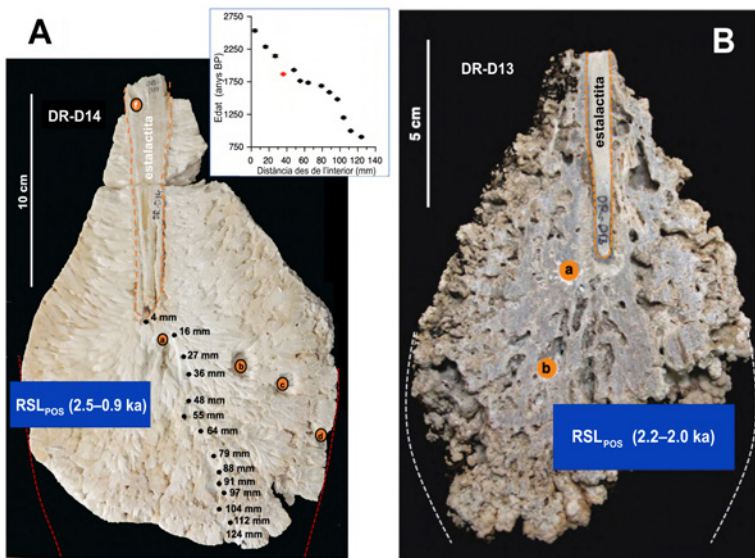 A
DR-D14
10 cm
estalactita
f
Edat (anys BP)
2750
2250
1750
1250
750
0 20 40 60 80 100 120 140
Distància des de l'interior (mm)
4 mm
16 mm
a
27 mm
b
36 mm
c
48 mm
55 mm
d
64 mm
79 mm
88 mm
91 mm
97 mm
104 mm
112 mm
124 mm
RSLPOS (2.5–0.9 ka)
B
DR-D13
5 cm
estalactita
a
b
RSLPOS (2.2–2.0 ka)